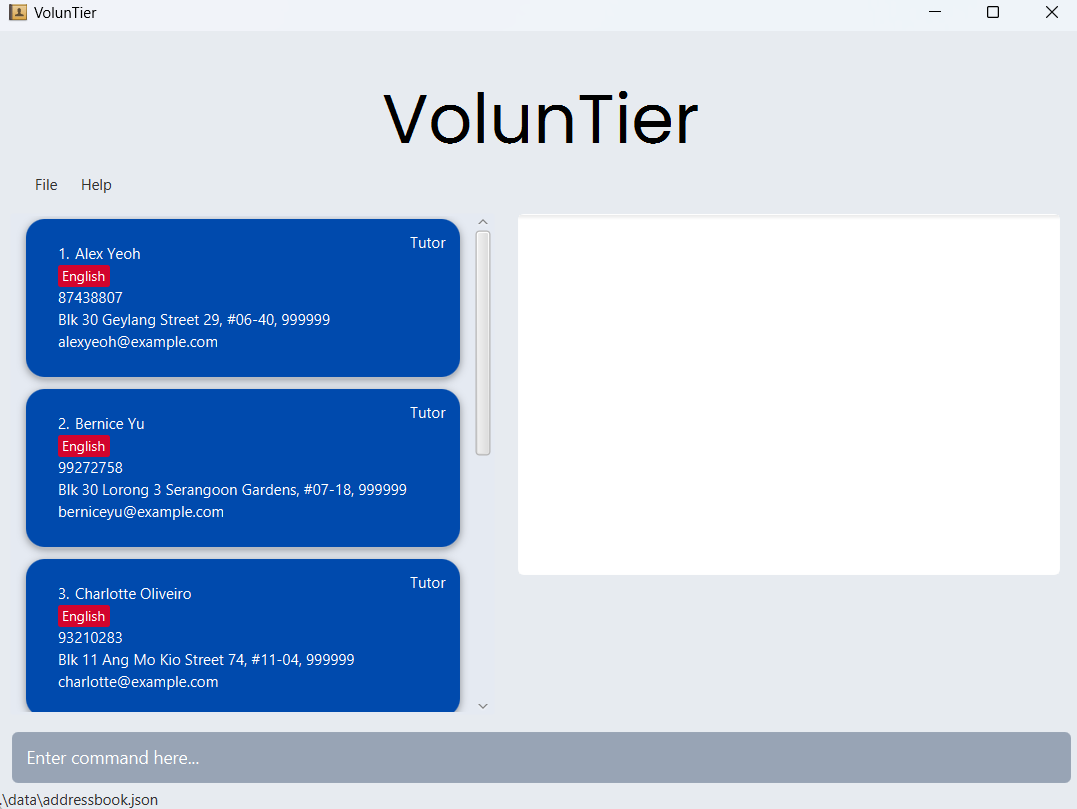 VolunTier
VolunTier
File Help
1. Alex Yeoh
Tutor
English
87438807
Blk 30 Geylang Street 29, #06-40, 999999
alexyeoh@example.com
2. Bernice Yu
Tutor
English
99272758
Blk 30 Lorong 3 Serangoon Gardens, #07-18, 999999
berniceyu@example.com
3. Charlotte Oliveiro
Tutor
English
93210283
Blk 11 Ang Mo Kio Street 74, #11-04, 999999
charlotte@example.com
Enter command here...
.\data\addressbook.json